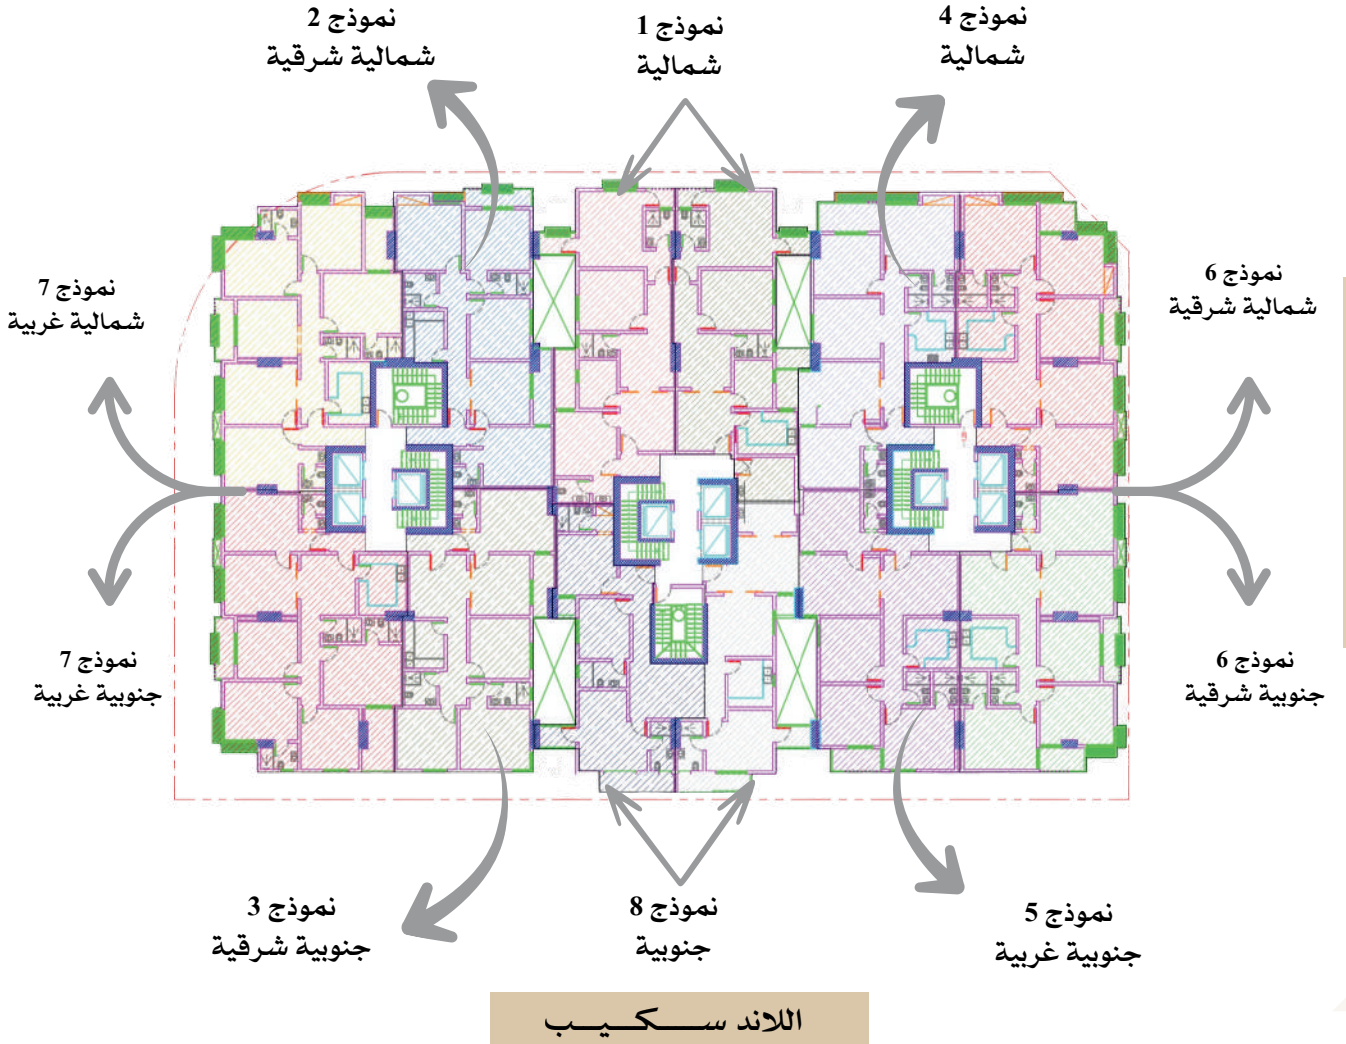 نموذج 4
شمالية
نموذج 1
شمالية
نموذج 2
شمالية شرقية
نموذج 6
شمالية شرقية
نموذج 7
شمالية غربية
نموذج 6
جنوبية شرقية
نموذج 7
جنوبية غربية
نموذج 5
جنوبية غربية
نموذج 8
جنوبية
نموذج 3
جنوبية شرقية
اللاند ســـكـــيـــب